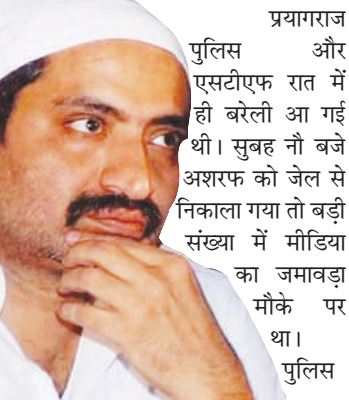 प्रयागराज
पुलिस और
एसटीएफ रात में
ही बरेली आ गई
थी। सुबह नौ बजे
अशरफ को जेल से
निकाला गया तो बड़ी
संख्या में मीडिया
का जमावड़ा
मौके पर
था।
पुलिस